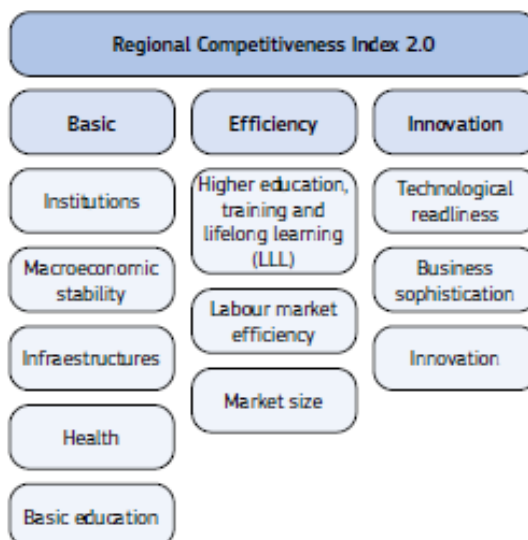 Regional Competitiveness Index 2.0
Basic
Institutions
Macroeconomic
stability
Infraestructures
Health
Basic education
Efficiency
Higher education,
training and
lifelong learning
(LLL)
Labour market
efficiency
Market size
Innovation
Technological
readliness
Business
sophistication
Innovation